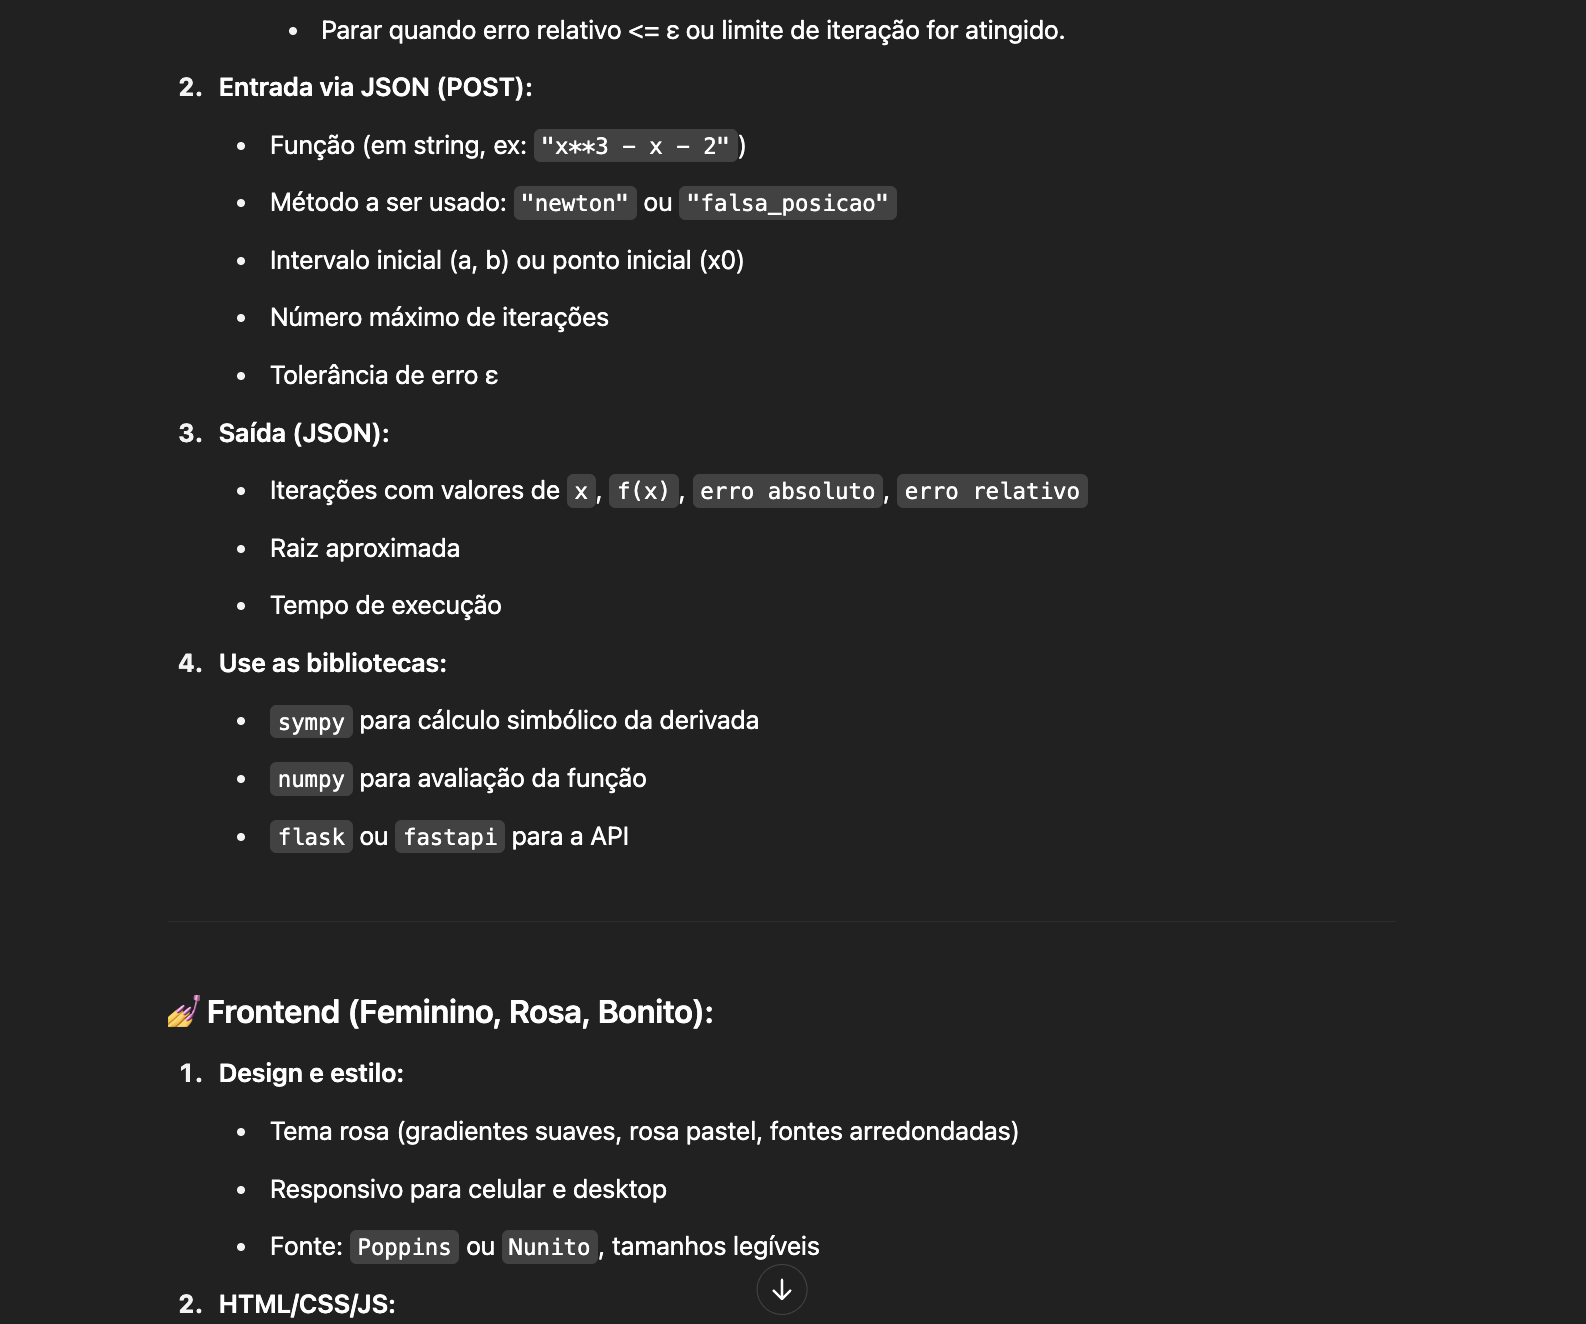 • Parar quando erro relativo <= ε ou limite de iteração for atingido.
2. Entrada via JSON (POST):
• Função (em string, ex: "x**3 - x - 2")
• Método a ser usado: "newton" ou "falsa_posicao"
• Intervalo inicial (a, b) ou ponto inicial (x0)
• Número máximo de iterações
• Tolerância de erro ε
3. Saída (JSON):
• Iterações com valores de x, f(x), erro absoluto, erro relativo
• Raiz aproximada
• Tempo de execução
4. Use as bibliotecas:
• sympy para cálculo simbólico da derivada
• numpy para avaliação da função
• flask ou fastapi para a API
💅 Frontend (Feminino, Rosa, Bonito):
1. Design e estilo:
• Tema rosa (gradientes suaves, rosa pastel, fontes arredondadas)
• Responsivo para celular e desktop
• Fonte: Poppins ou Nunito, tamanhos legíveis
2. HTML/CSS/JS: